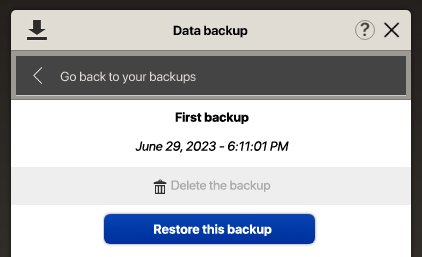 Data backup
?
Go back to your backups
First backup
June 29, 2023 - 6:11:01 PM
Delete the backup
Restore this backup